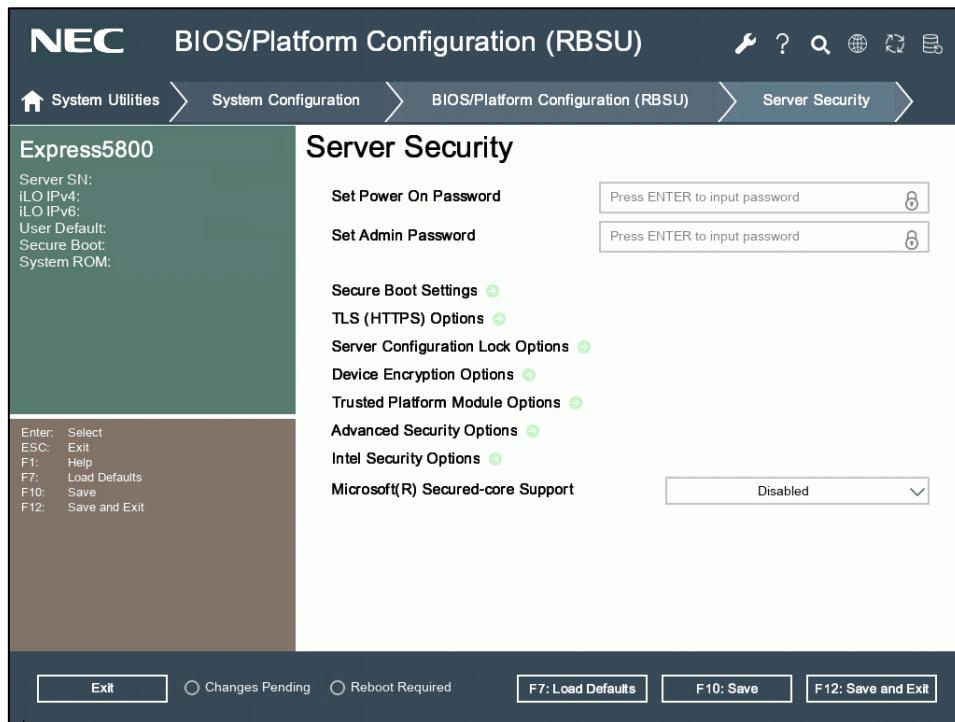 NEC BIOS/Platform Configuration (RBSU) ?
System Utilities System Configuration BIOS/Platform Configuration (RBSU) Server Security
Express5800
Server SN:
iLO IPv4:
iLO IPv6:
User Default:
Secure Boot:
System ROM:
Enter: Select
ESC: Exit
F1: Help
F7: Load Defaults
F10: Save
F12: Save and Exit
Server Security
Set Power On Password Press ENTER to input password
Set Admin Password Press ENTER to input password
Secure Boot Settings
TLS (HTTPS) Options
Server Configuration Lock Options
Device Encryption Options
Trusted Platform Module Options
Advanced Security Options
Intel Security Options
Microsoft(R) Secured-core Support Disabled
Exit Changes Pending Reboot Required F7: Load Defaults F10: Save F12: Save and Exit